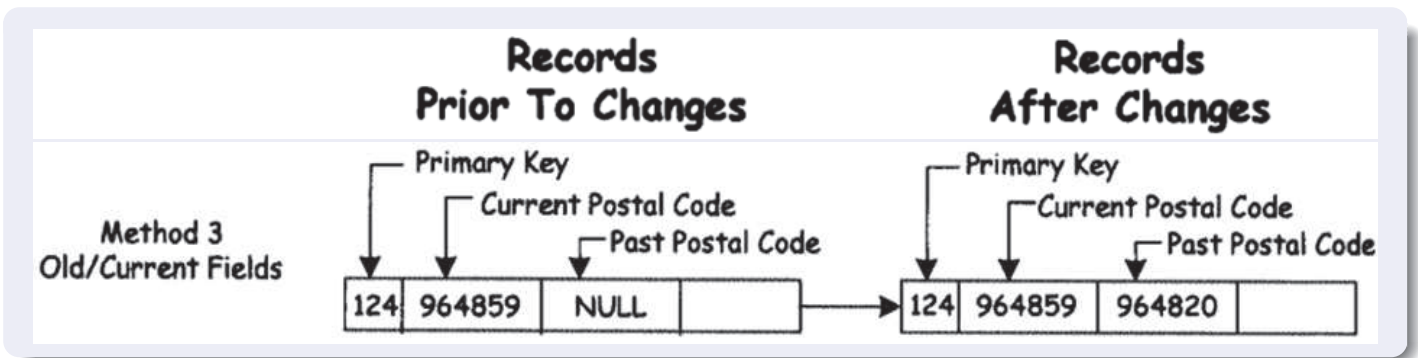 Records
Prior To Changes
Records
After Changes
Method 3
Old/Current Fields
Primary Key
Current Postal Code
Past Postal Code
124 964859 NULL
Primary Key
Current Postal Code
Past Postal Code
124 964859 964820